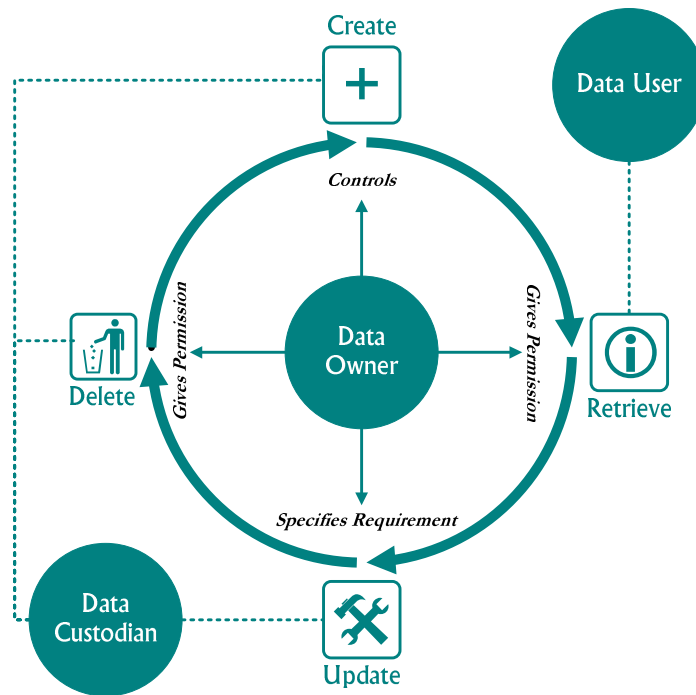 Create
Data User
Controls
Gives Permission
Gives Permission
Data
Owner
Delete
Retrieve
Specifies Requirement
Data
Custodian
Update